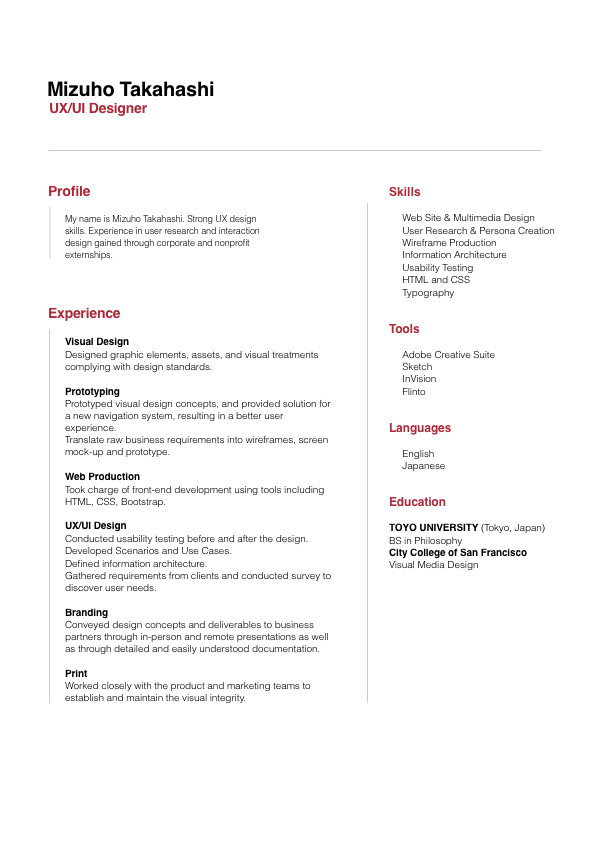 Mizuho Takahashi
UX/UI Designer
Profile
My name is Mizuho Takahashi. Strong UX design
skills. Experience in user research and interaction
design gained through corporate and nonprofit
externships.
Experience
Visual Design
Designed graphic elements, assets, and visual treatments
complying with design standards.
Prototyping
Prototyped visual design concepts, and provided solution for
a new navigation system, resulting in a better user
experience.
Translate raw business requirements into wireframes, screen
mock-up and prototype.
Web Production
Took charge of front-end development using tools including
HTML, CSS, Bootstrap.
UX/UI Design
Conducted usability testing before and after the design.
Developed Scenarios and Use Cases.
Defined information architecture.
Gathered requirements from clients and conducted survey to
discover user needs.
Branding
Conveyed design concepts and deliverables to business
partners through in-person and remote presentations as well
as through detailed and easily understood documentation.
Print
Worked closely with the product and marketing teams to
establish and maintain the visual integrity.
Skills
Web Site & Multimedia Design
User Research & Persona Creation
Wireframe Production
Information Architecture
Usability Testing
HTML and CSS
Typography
Tools
Adobe Creative Suite
Sketch
InVision
Flinto
Languages
English
Japanese
Education
TOYO UNIVERSITY (Tokyo, Japan)
BS in Philosophy
City College of San Francisco
Visual Media Design